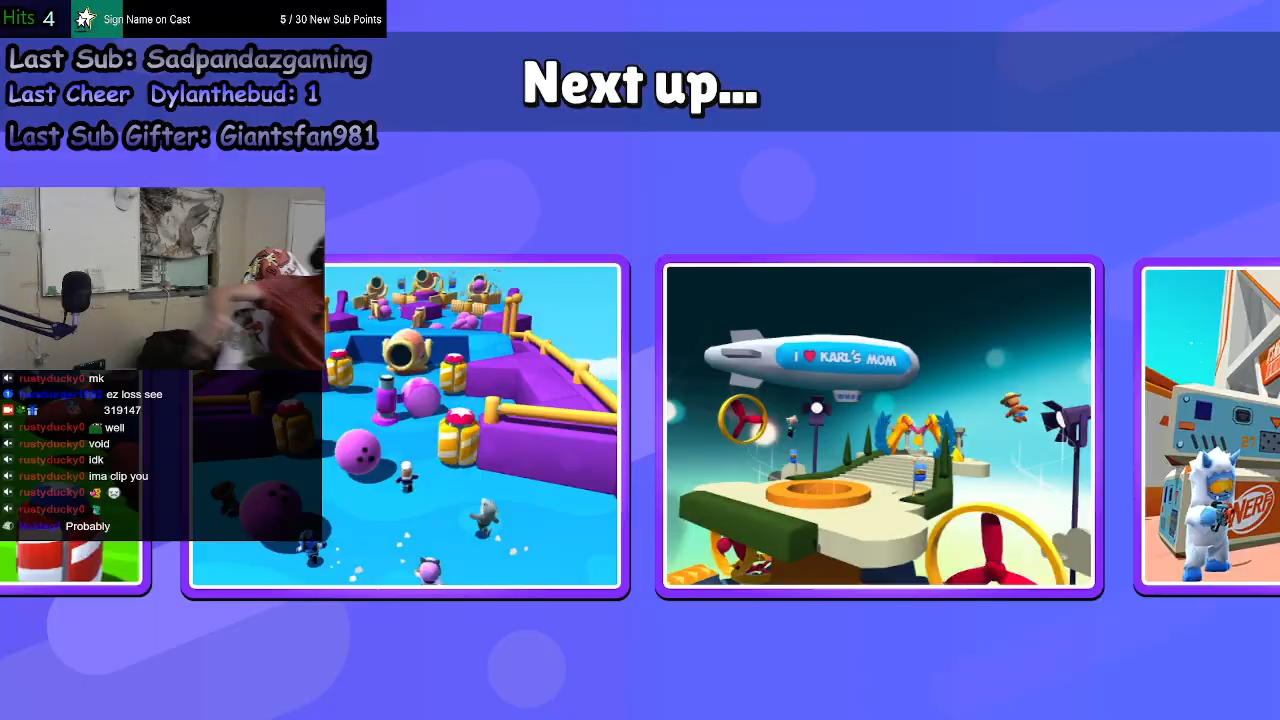 Hits 4
Sign Name on Cast
5 / 30 New Sub Points
Last Sub: Sadpandazgaming
Last Cheer Dylanthebud: 1
Last Sub Gifter: Giantsfan981
Next up...
rustyducky0 mk
ez loss see
319147
rustyducky0 well
rustyducky0 void
rustyducky0 idk
rustyducky0 ima clip you
rustyducky0
rustyducky0
Probably
I ♥ KARL'S MOM
27
NERF